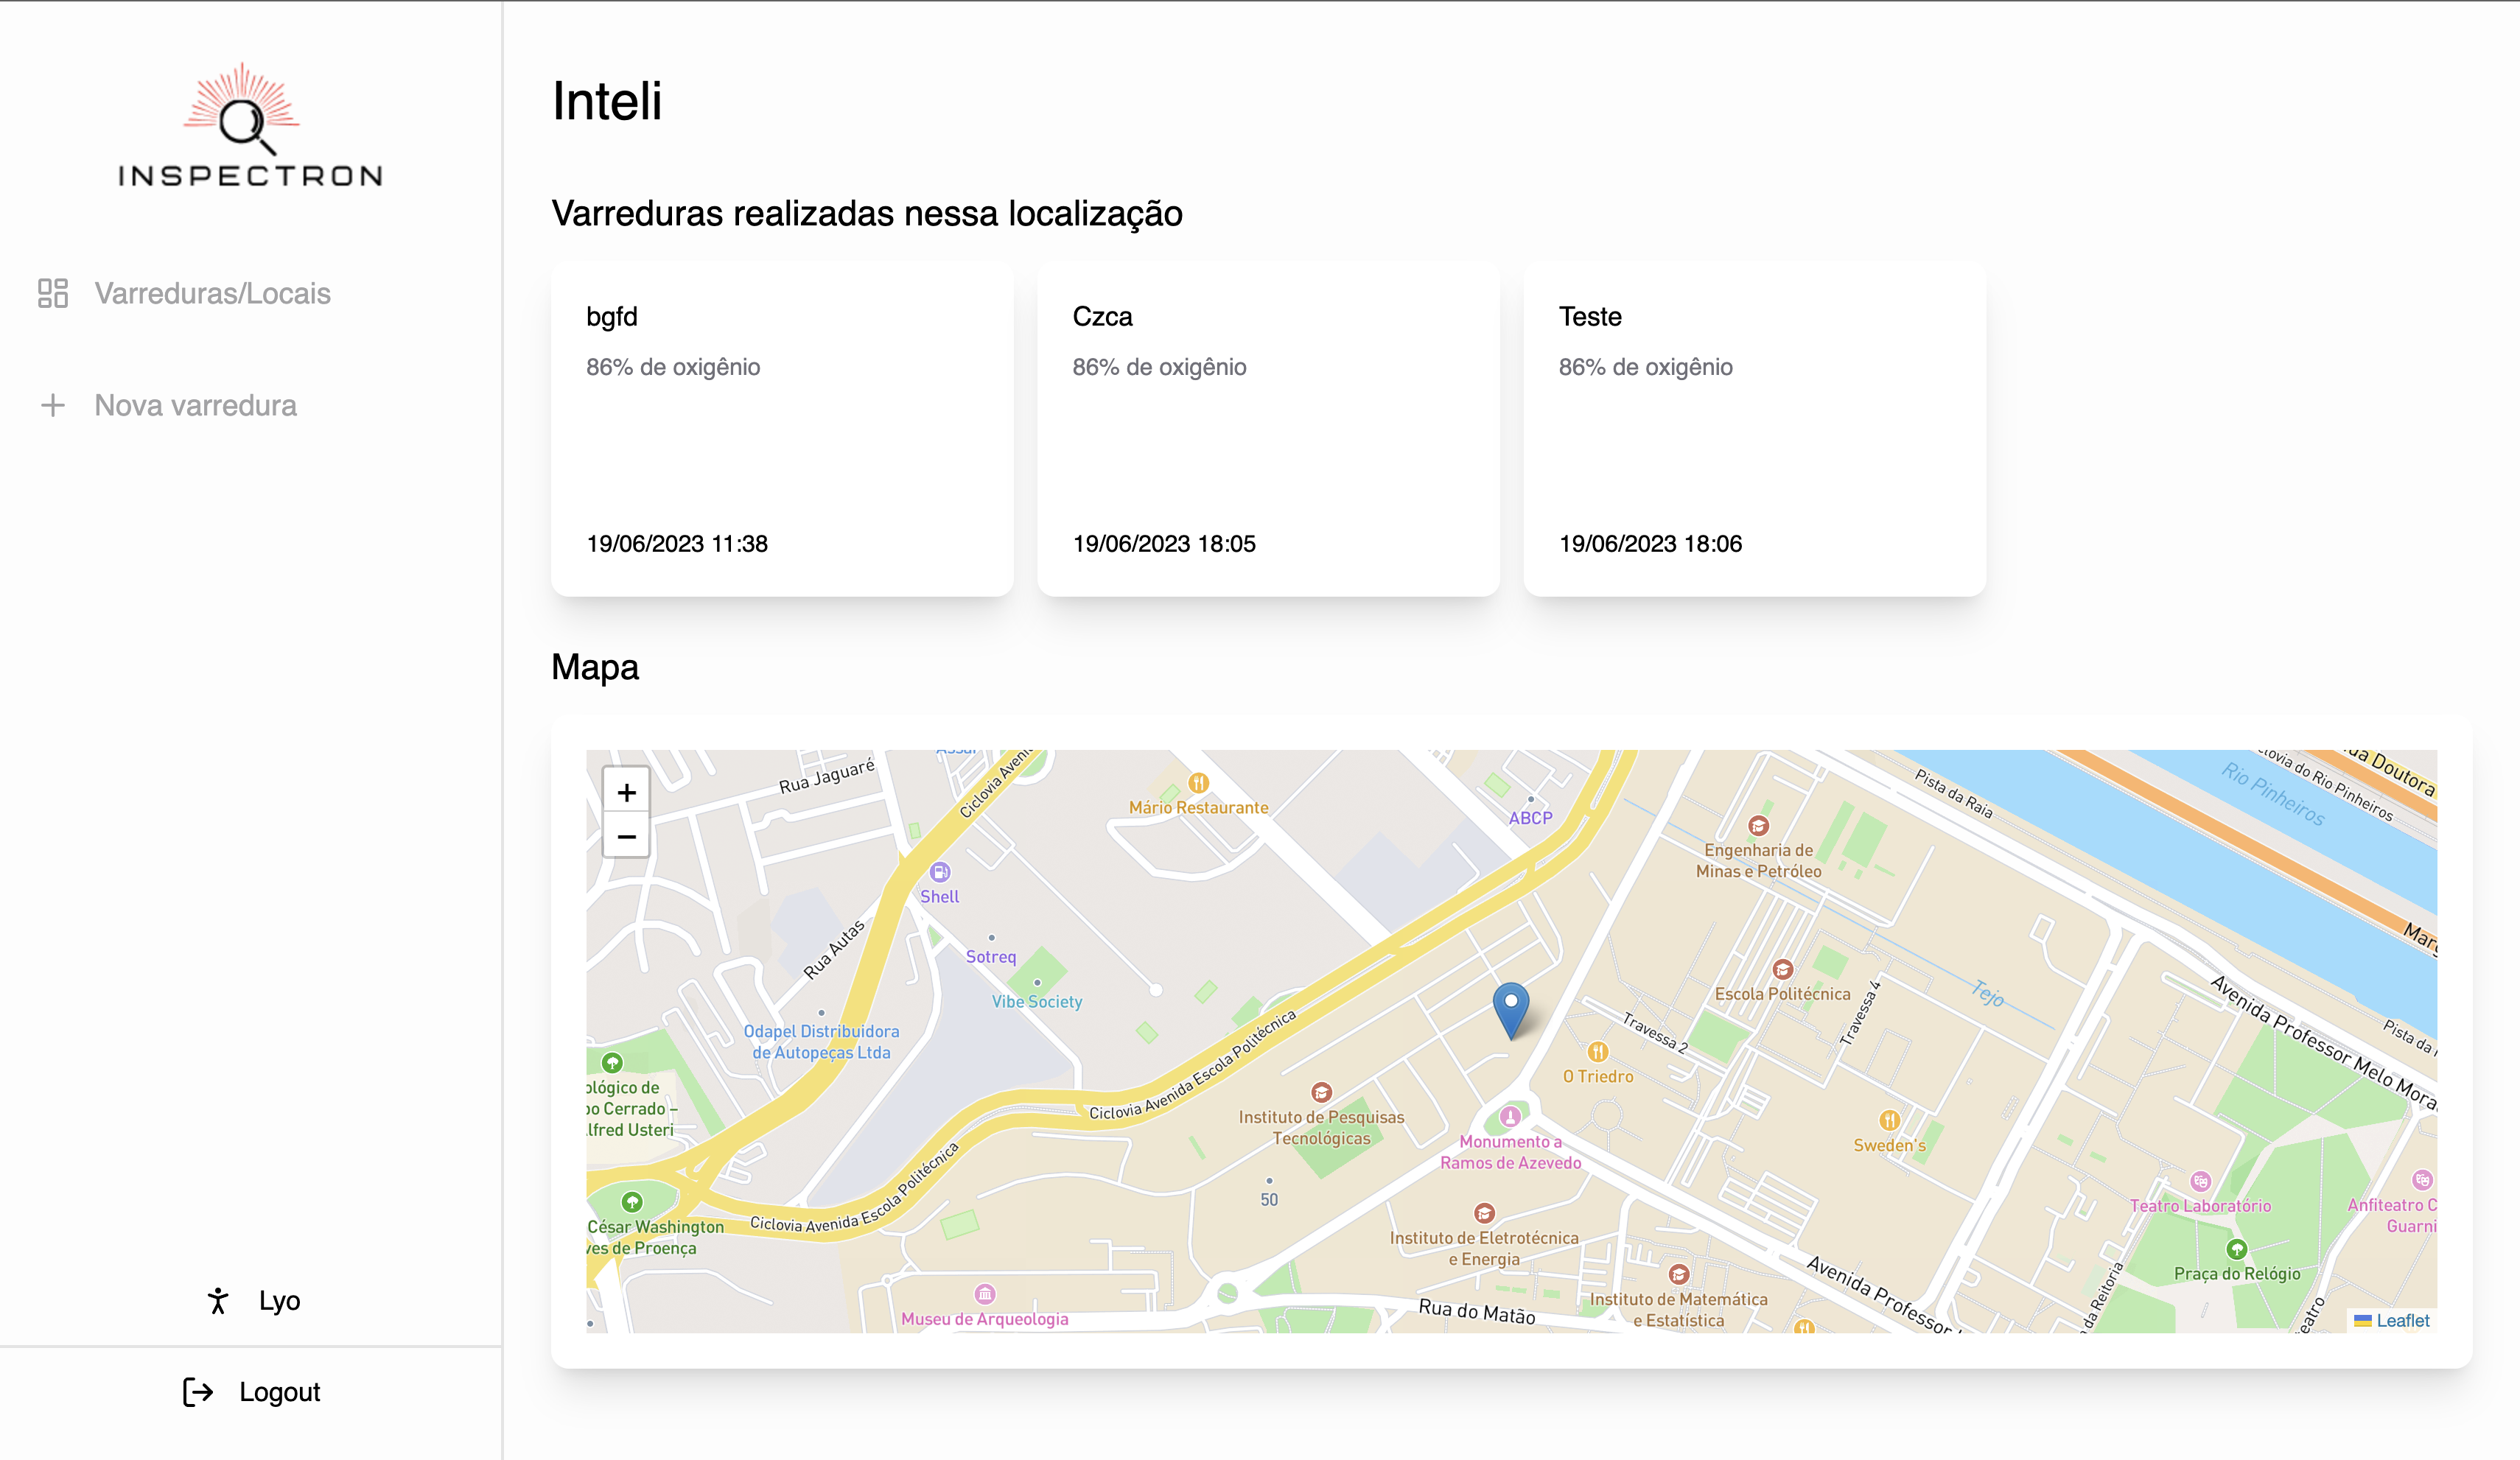 INSPECTRON
Varreduras/Locais
Nova varredura
Lyo
Logout
Inteli
Varreduras realizadas nessa localização
bgfd
86% de oxigênio
19/06/2023 11:38
Czca
86% de oxigênio
19/06/2023 18:05
Teste
86% de oxigênio
19/06/2023 18:06
Mapa
+
−
Rua Jaguaré
Ciclovia Aveni
Mário Restaurante
ABCP
Pista da Raia
Rio Pinheiros
clovia do Rio Pinheiros
ua Doutora
Engenharia de
Minas e Petróleo
Shell
Rua Autas
Sotreq
Vibe Society
Marg
Escola Politécnica
Travessa 4
Tejo
Avenida Professor Melo Mora
Pista da
Odapel Distribuidora
de Autopeças Ltda
Travessa 2
O Triedro
ológico de
oo Cerrado –
lfred Usteri
Ciclovia Avenida Escola Politécnica
Instituto de Pesquisas
Tecnológicas
Monumento a
Ramos de Azevedo
Sweden's
50
Teatro Laboratório
Anfiteatro C
Guarni
César Washington
ves de Proença
Ciclovia Avenida Escola Politécnica
Instituto de Eletrotécnica
e Energia
Praça do Relógio
Avenida Professor
da Reitoria
eatro
Museu de Arqueologia
Rua do Matão
Instituto de Matemática
e Estatística
Leaflet